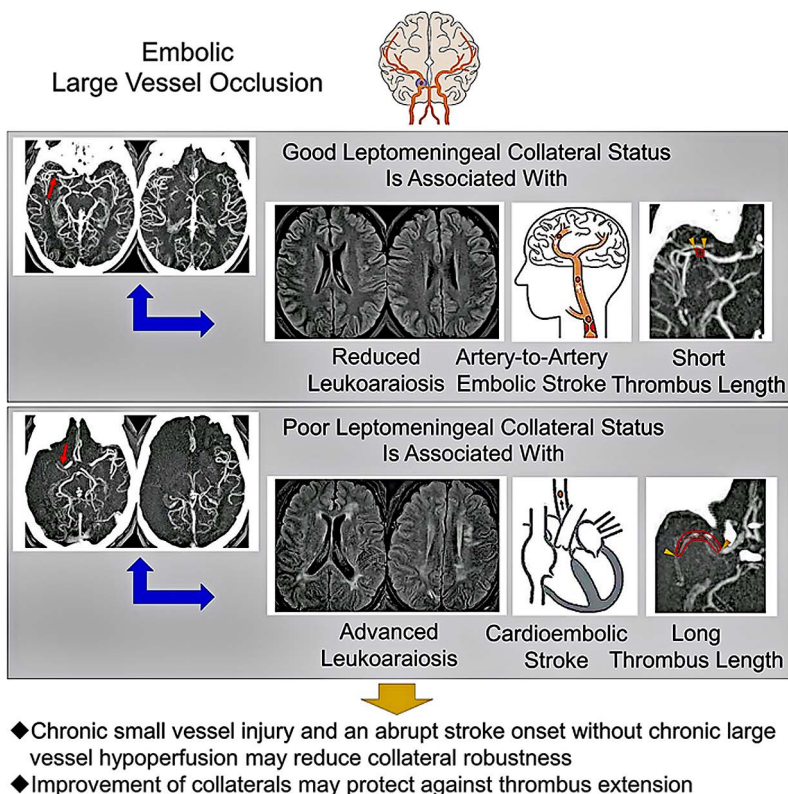 Embolic
Large Vessel Occlusion
Good Leptomeningeal Collateral Status
Is Associated With
Reduced
Leukoaraiosis
Artery-to-Artery
Embolic Stroke
Short
Thrombus Length
Poor Leptomeningeal Collateral Status
Is Associated With
Advanced
Leukoaraiosis
Cardioembolic
Stroke
Long
Thrombus Length
◆Chronic small vessel injury and an abrupt stroke onset without chronic large
vessel hypoperfusion may reduce collateral robustness
◆Improvement of collaterals may protect against thrombus extension